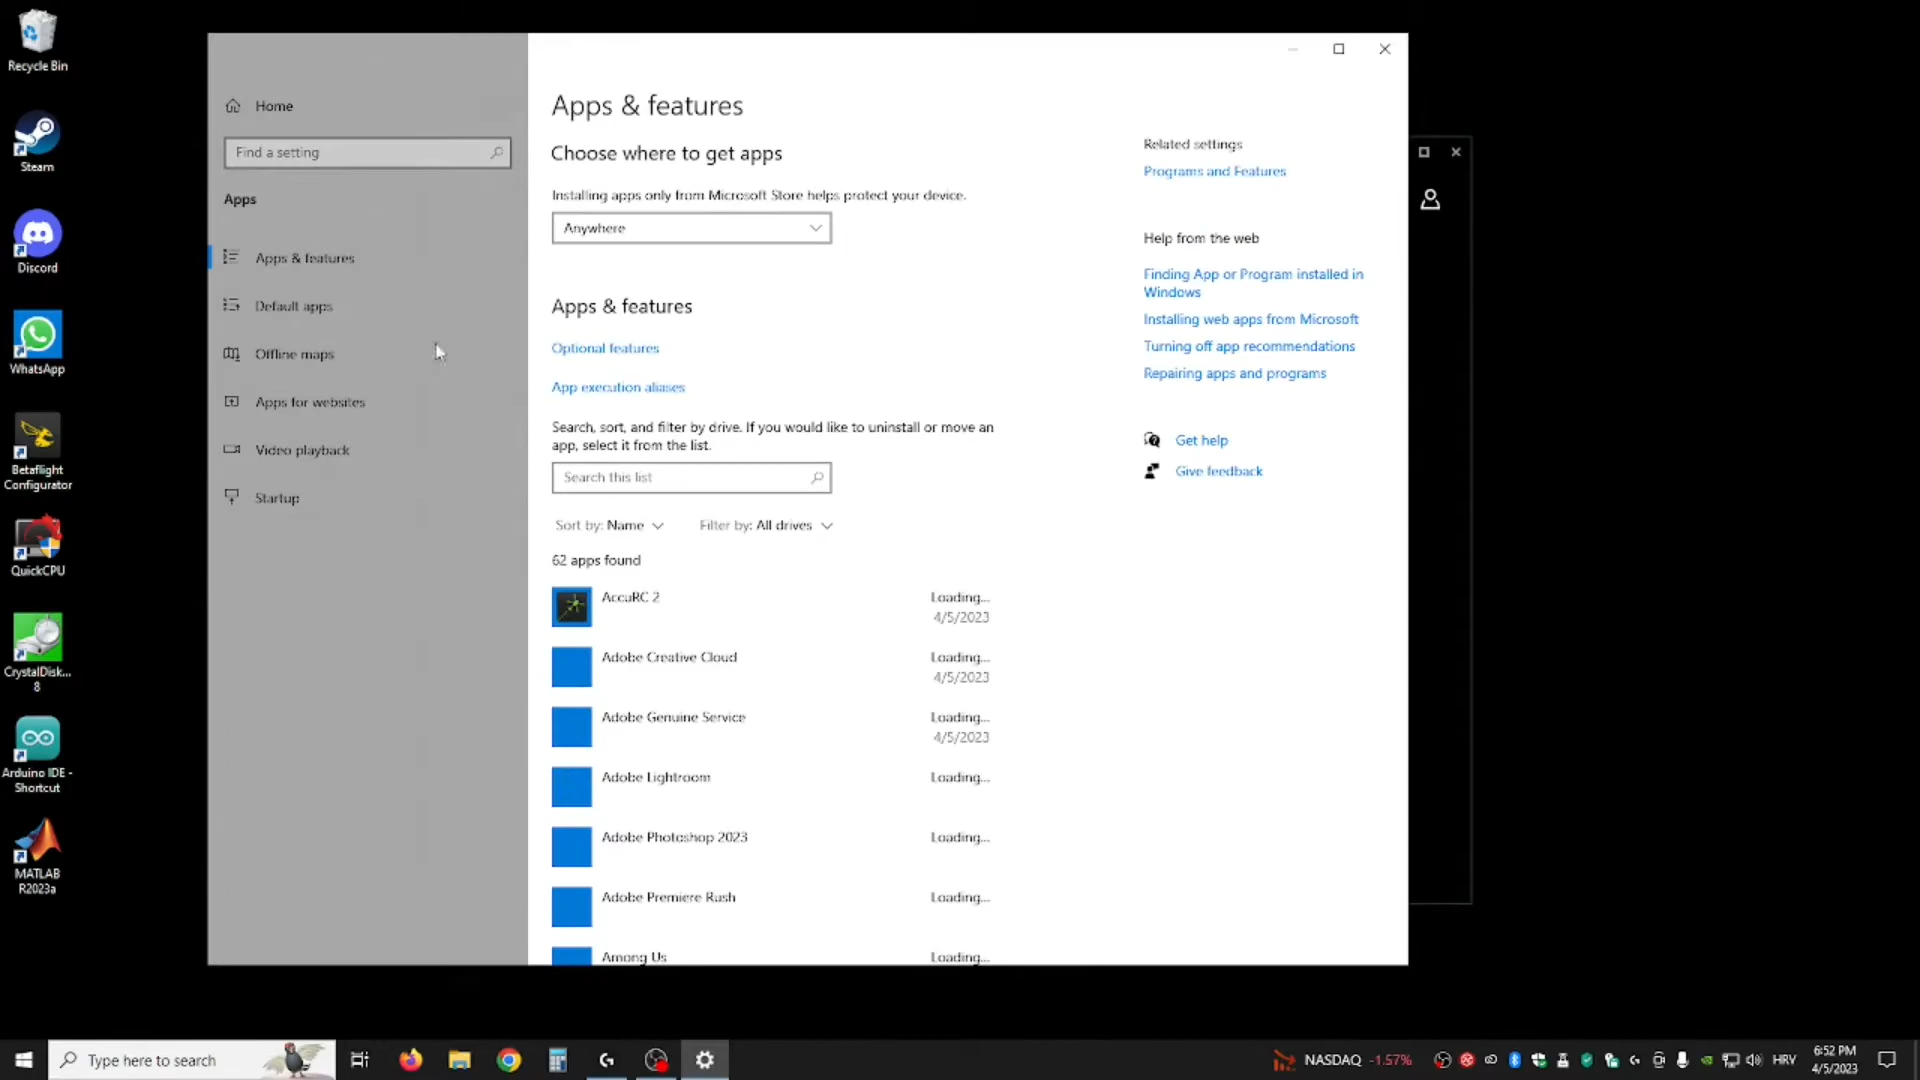 Recycle Bin
Steam
Discord
WhatsApp
Betaflight
Configurator
QuickCPU
CrystalDisk...
8
Arduino IDE -
Shortcut
MATLAB
R2023a
Home
Find a setting
Apps
Apps & features
Default apps
Offline maps
Apps for websites
Video playback
Startup
Apps & features
Choose where to get apps
Installing apps only from Microsoft Store helps protect your device.
Anywhere
Apps & features
Optional features
App execution aliases
Search, sort, and filter by drive. If you would like to uninstall or move an
app, select it from the list.
Search this list
Sort by: Name
Filter by: All drives
62 apps found
AccuRC 2
Loading...
4/5/2023
Adobe Creative Cloud
Loading...
4/5/2023
Adobe Genuine Service
Loading...
4/5/2023
Adobe Lightroom
Loading...
Adobe Photoshop 2023
Loading...
Adobe Premiere Rush
Loading...
Among Us
Loading...
Related settings
Programs and Features
Help from the web
Finding App or Program installed in
Windows
Installing web apps from Microsoft
Turning off app recommendations
Repairing apps and programs
Get help
Give feedback
Type here to search
NASDAQ -1.57%
HRV
6:52 PM
4/5/2023